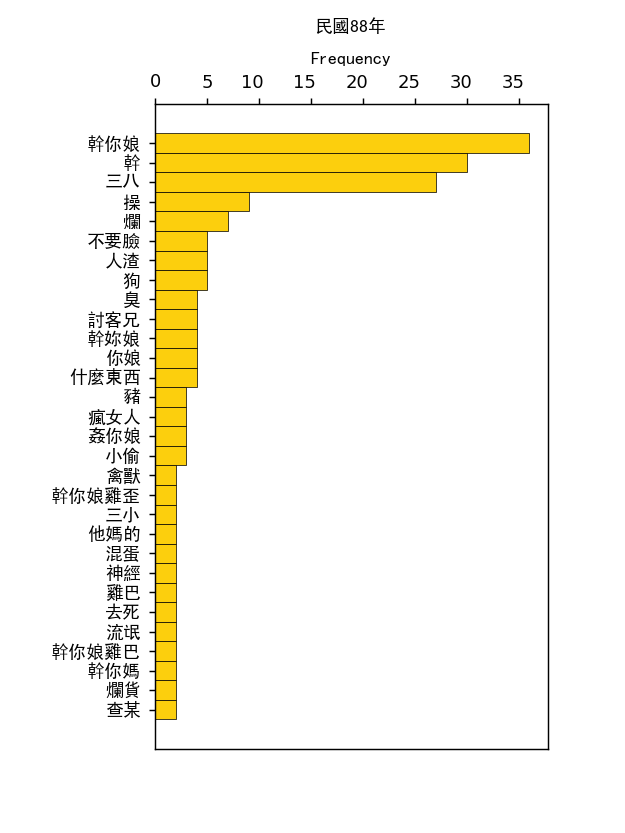 民國88年
Frequency
0 5 10 15 20 25 30 35
幹你娘
幹
三八
操
爛
不要臉
人渣
狗
臭
討客兄
幹妳娘
你娘
什麼東西
豬
瘋女人
姦你娘
小偷
禽獸
幹你娘雞歪
三小
他媽的
混蛋
神經
雞巴
去死
流氓
幹你娘雞巴
幹你媽
爛貨
查某